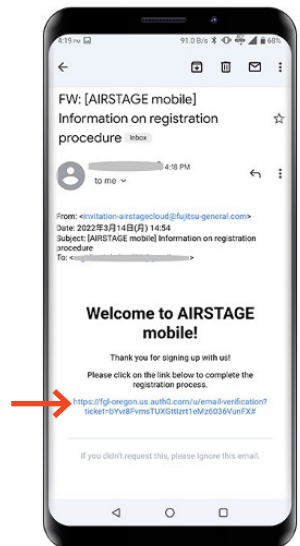 4:19 PM 91.0 B/s 68%
FW: [AIRSTAGE mobile]
Information on registration
procedure Inbox
4:18 PM
to me
From: <invitation-airstagecloud@fujitsu-general.com>
Date: 2022年3月14日(月) 14:54
Subject: [AIRSTAGE mobile] Information on registration
procedure
To: <
Welcome to AIRSTAGE
mobile!
Thank you for signing up with us!
Please click on the link below to complete the
registration process.
https://fgl-oregon.us.auth0.com/u/email-verification?
ticket=bYvr8FvmsTUXGttizrt1eMz6036VunFX#
If you didn't request this, please ignore this email.